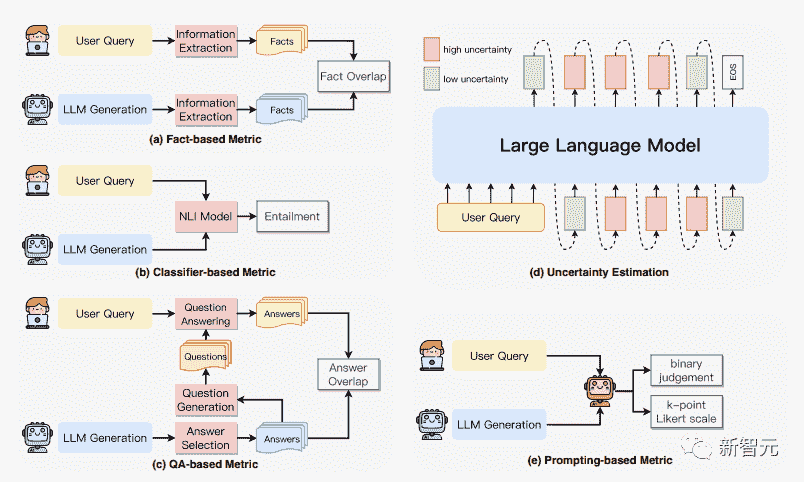 User Query
Information
Extraction
Facts
Fact Overlap
LLM Generation
Information
Extraction
Facts
(a) Fact-based Metric
User Query
NLI Model
Entailment
LLM Generation
(b) Classifier-based Metric
User Query
Question
Answering
Answers
Questions
Answer
Overlap
Question
Generation
LLM Generation
Answer
Selection
Answers
(c) QA-based Metric
high uncertainty
low uncertainty
EOS
Large Language Model
User Query
(d) Uncertainty Estimation
User Query
binary
judgement
LLM Generation
k-point
Likert scale
(e) Prompting-based Metric
新智元